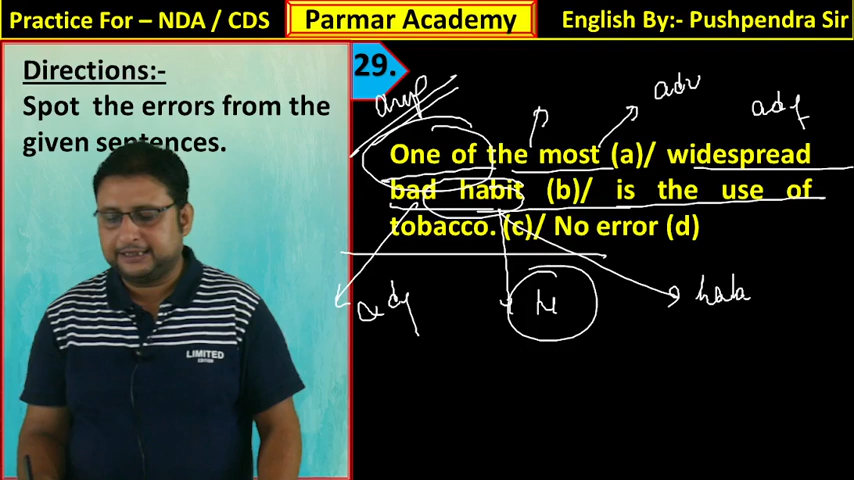 Practice For – NDA / CDS
Parmar Academy
English By:- Pushpendra Sir
Directions:-
Spot the errors from the
given sentences.
29.
adv
adj
One of the most (a)/ widespread
bad habit (b)/ is the use of
tobacco. (c)/ No error (d)
adj
N
LIMITED
EDITION